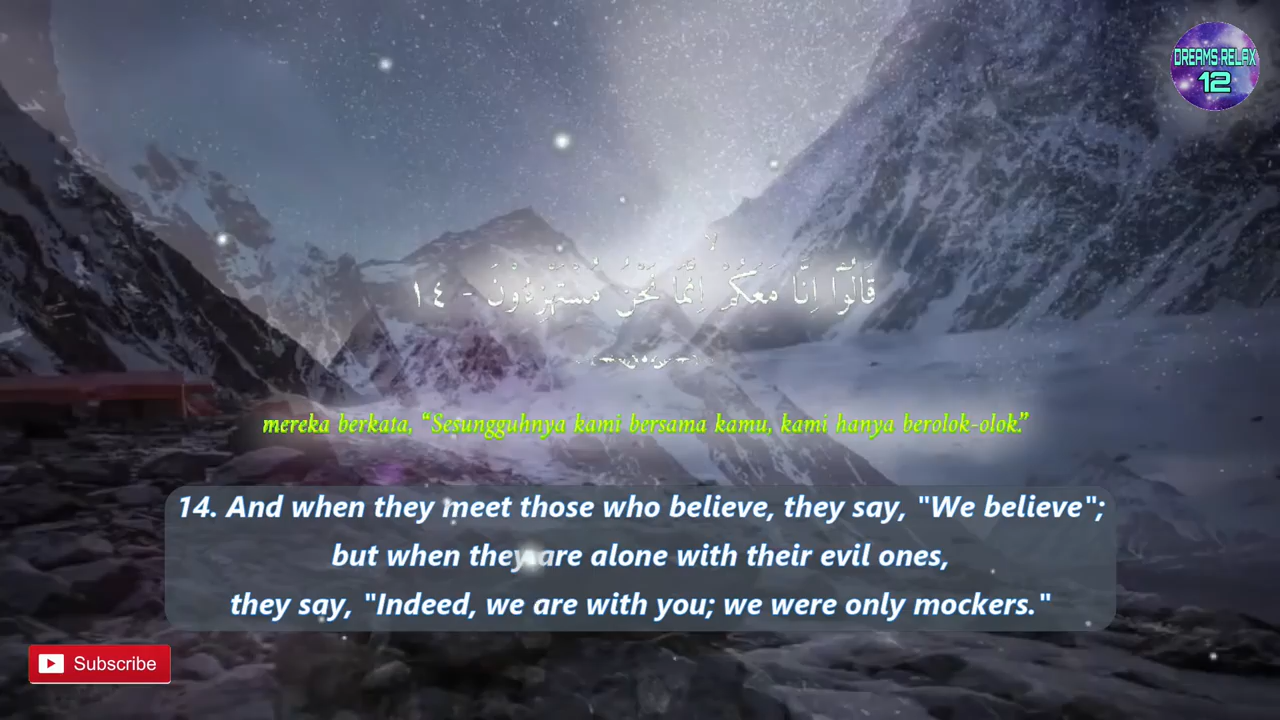 DREAMS RELAX
12
قَالُوْٓا اِنَّا مَعَكُمْۙ اِنَّمَا نَحْنُ مُسْتَهْزِءُوْنَ - ١٤
mereka berkata, “Sesungguhnya kami bersama kamu, kami hanya berolok-olok.”
14. And when they meet those who believe, they say, "We believe";
but when they are alone with their evil ones,
they say, "Indeed, we are with you; we were only mockers."
Subscribe